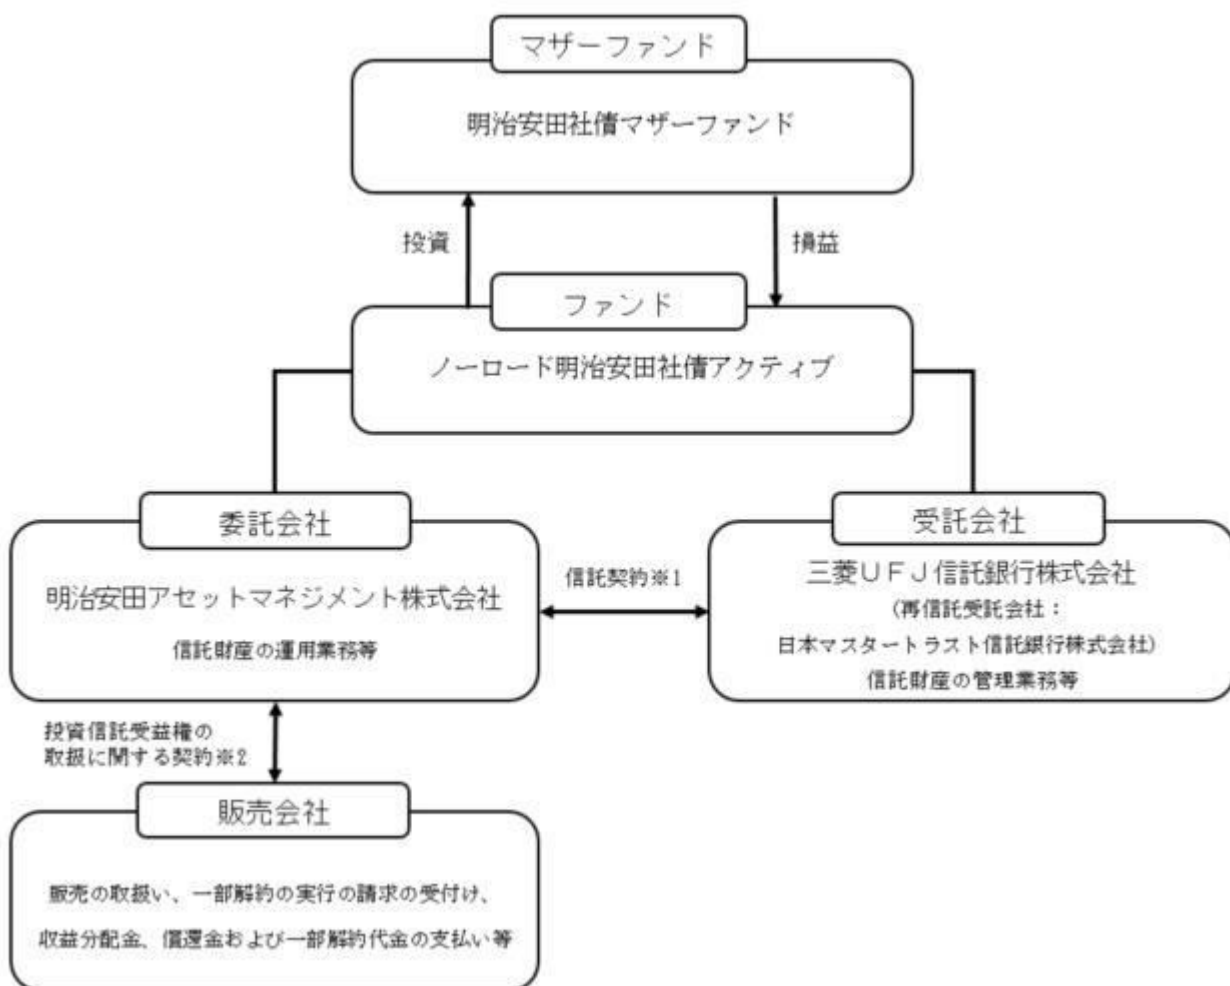 マザーファンド
明治安田社債マザーファンド
投資
損益
ファンド
ノーロード明治安田社債アクティブ
委託会社
明治安田アセットマネジメント株式会社
信託財産の運用業務等
信託契約※1
受託会社
三菱UFJ信託銀行株式会社
(再信託受託会社:
日本マスタートラスト信託銀行株式会社)
信託財産の管理業務等
投資信託受益権の
取扱に関する契約※2
販売会社
販売の取扱い、一部解約の実行の請求の受付け、
収益分配金、償還金および一部解約代金の支払い等